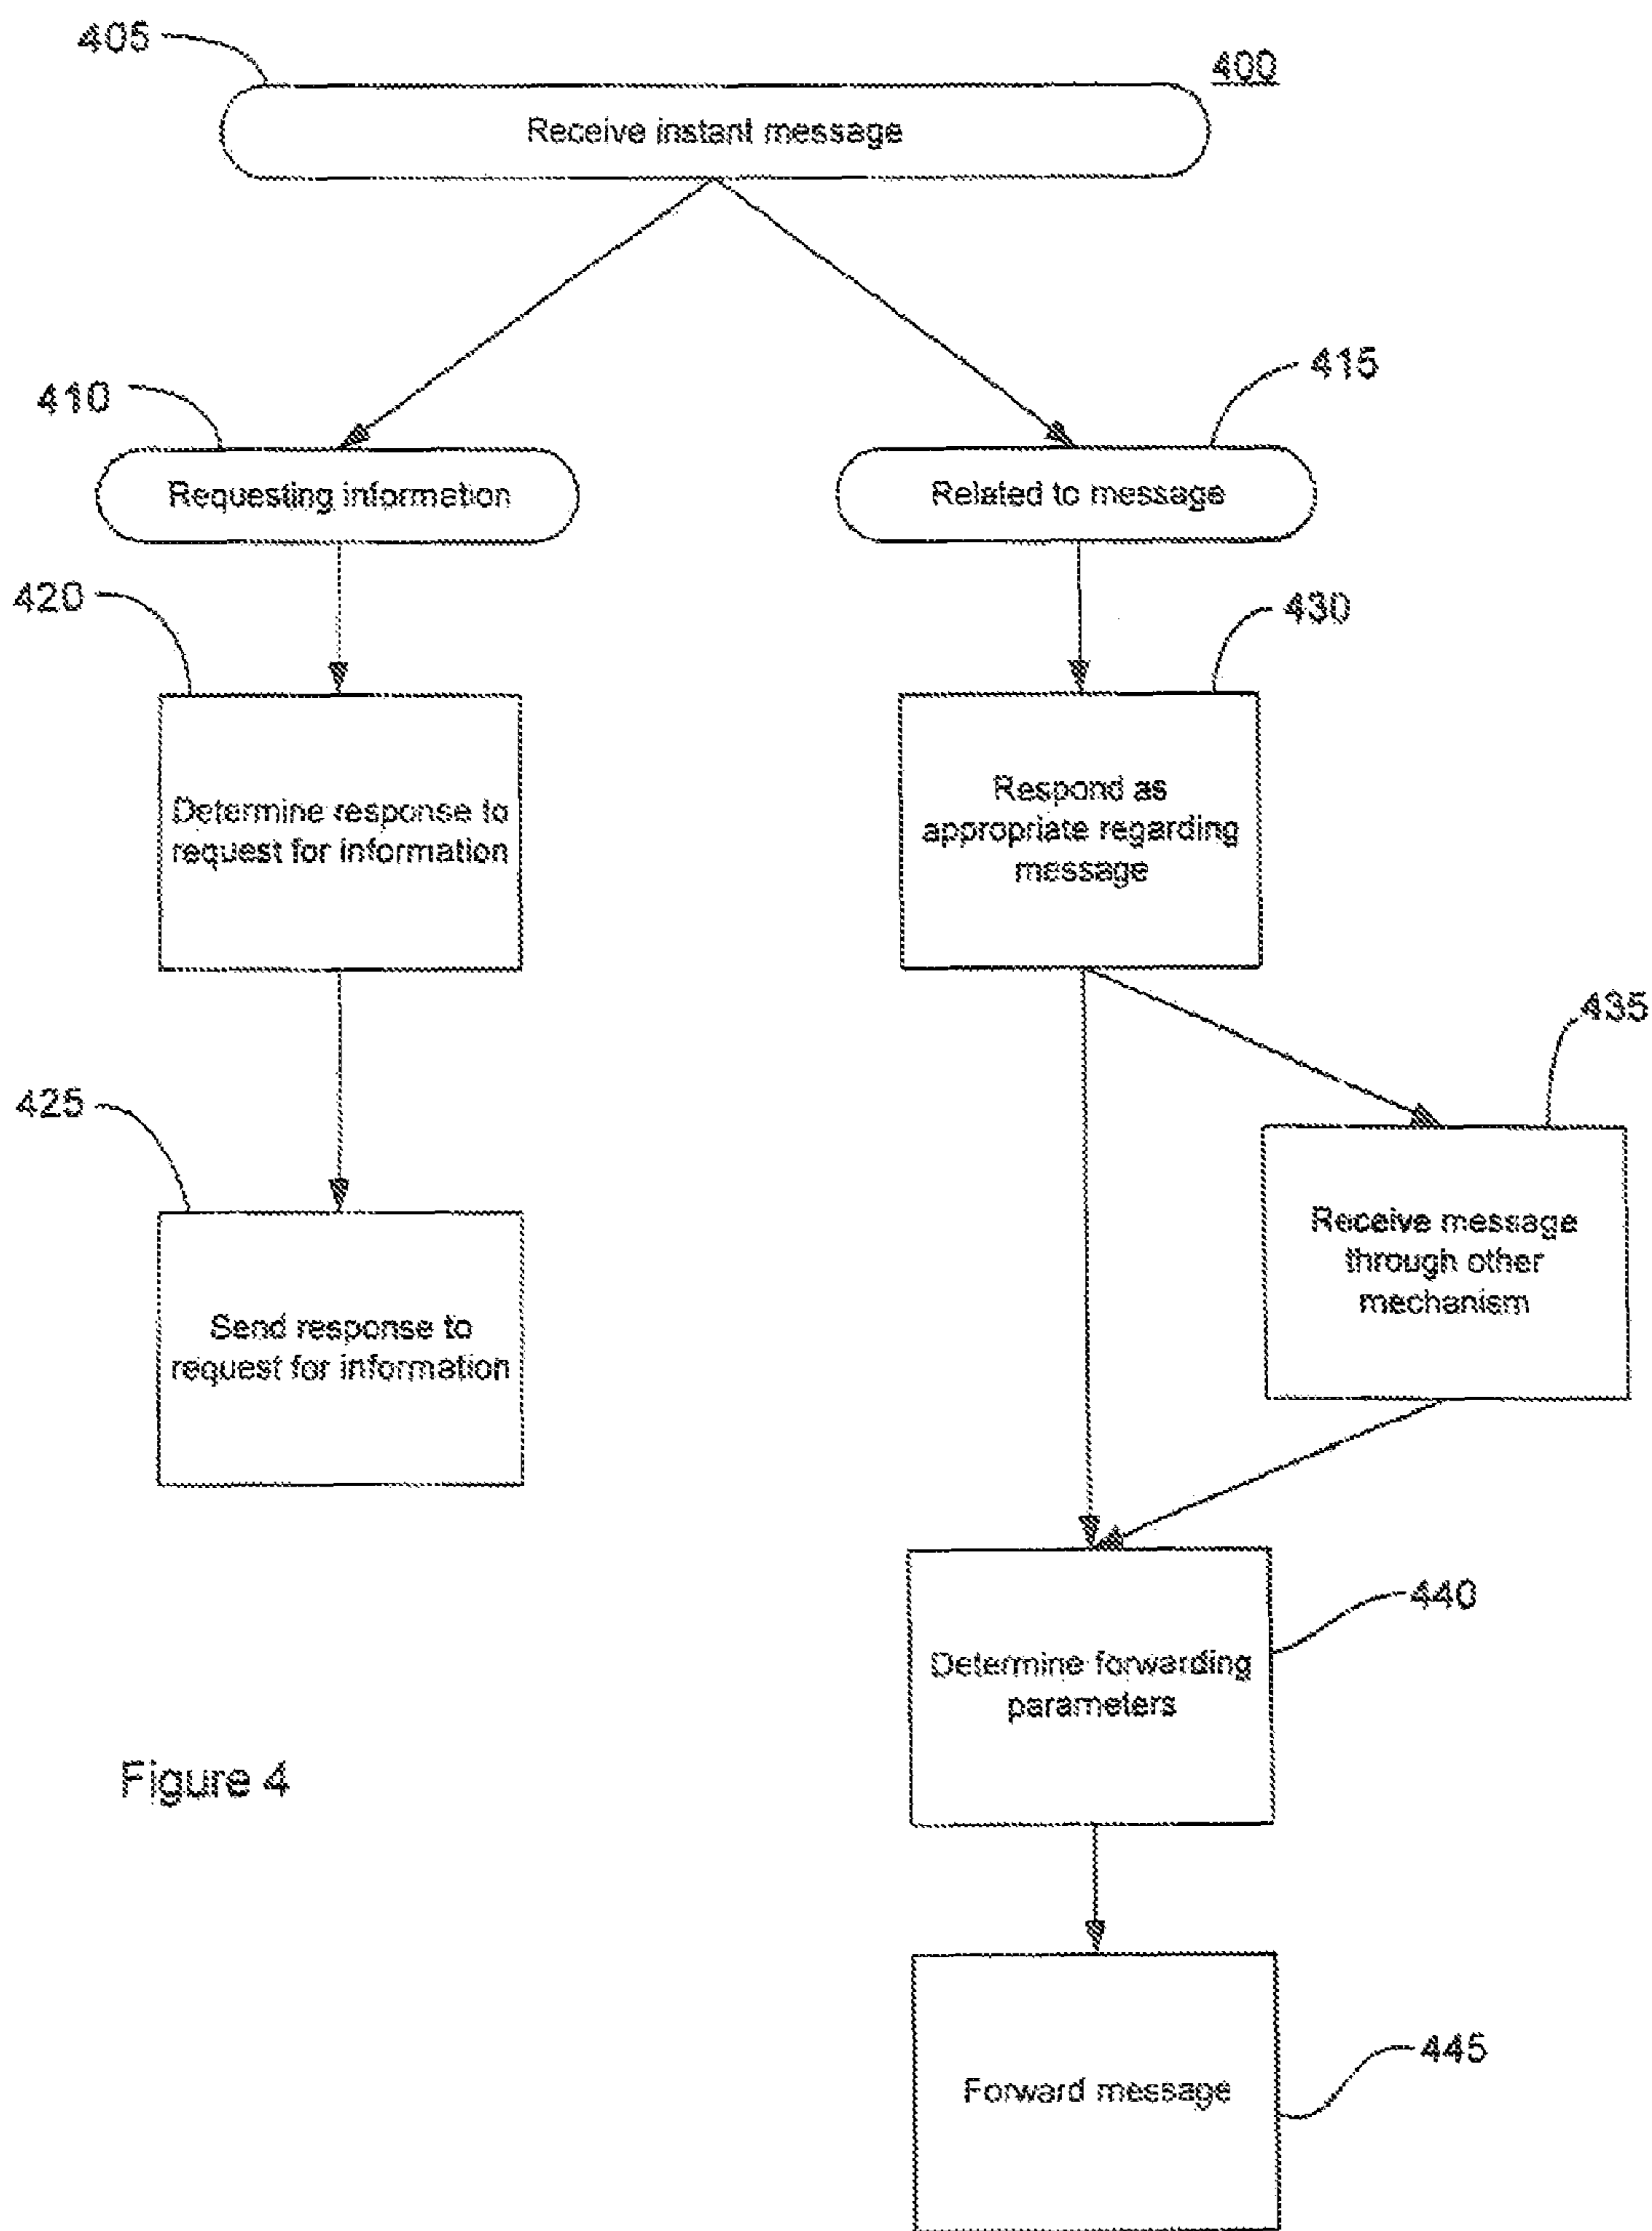 405
400
Receive instant message
410
415
Requesting information
Related to message
420
430
Determine response to
request for information
Respond as
appropriate regarding
message
425
435
Send response to
request for information
Receive message
through other
mechanism
440
Determine forwarding
parameters
Figure 4
445
Forward message